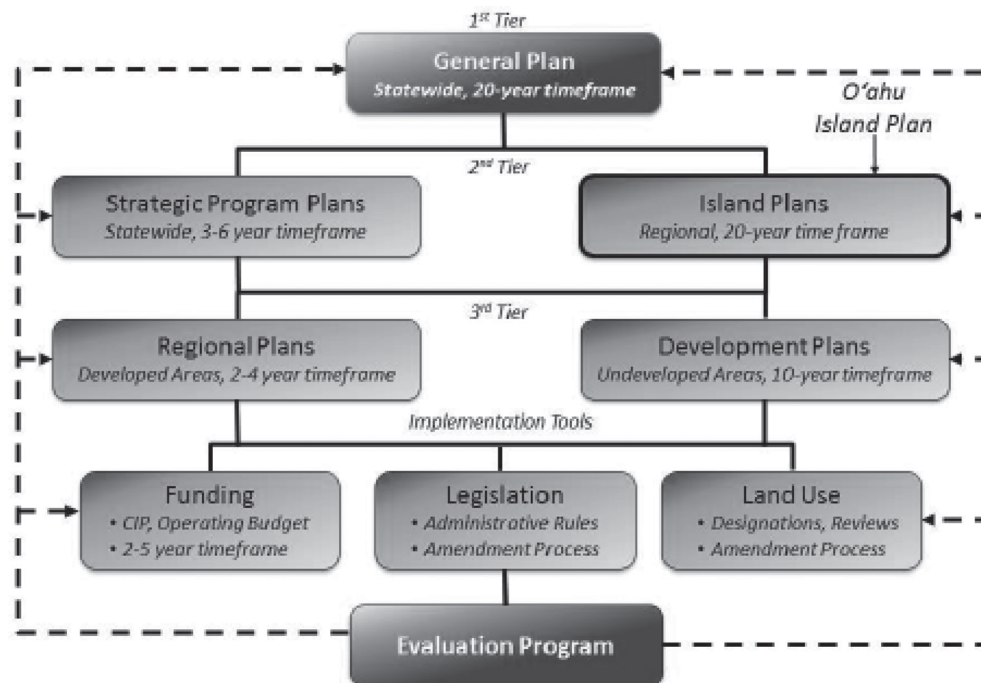 1st Tier
General Plan
Statewide, 20-year timeframe
Oʻahu
Island Plan
2nd Tier
Strategic Program Plans
Statewide, 3-6 year timeframe
Island Plans
Regional, 20-year time frame
3rd Tier
Regional Plans
Developed Areas, 2-4 year timeframe
Development Plans
Undeveloped Areas, 10-year timeframe
Implementation Tools
Funding
• CIP, Operating Budget
• 2-5 year timeframe
Legislation
• Administrative Rules
• Amendment Process
Land Use
• Designations, Reviews
• Amendment Process
Evaluation Program